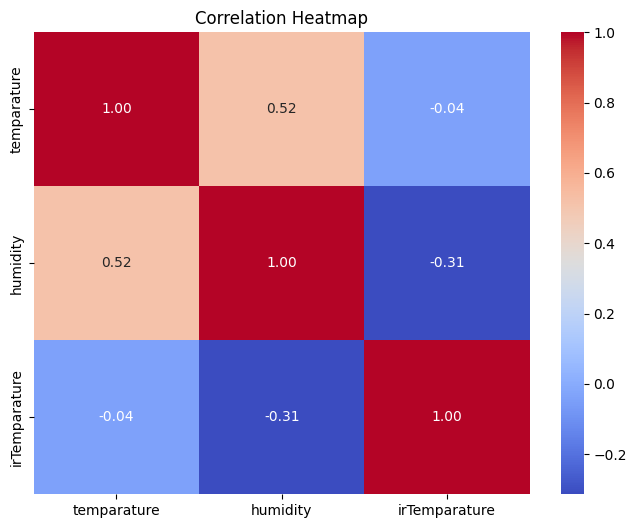 Correlation Heatmap
temparature
humidity
irTemparature
1.00 0.52 -0.04
0.52 1.00 -0.31
-0.04 -0.31 1.00
temparature humidity irTemparature
1.0
0.8
0.6
0.4
0.2
0.0
−0.2